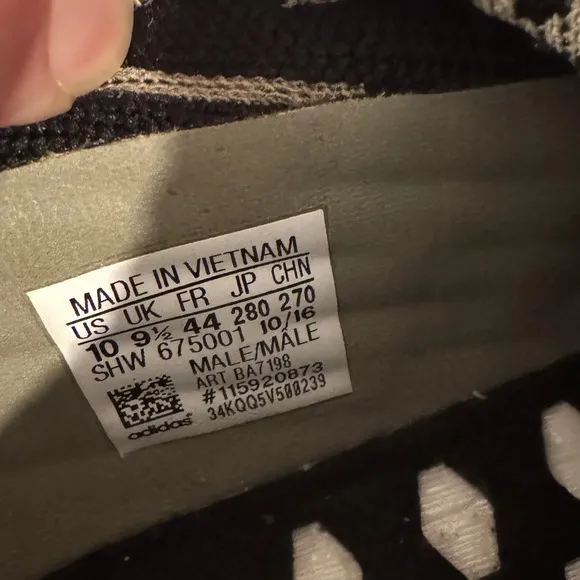 MADE IN VIETNAM
US UK FR JP CHN
10 9½ 44 280 270
SHW 675001 10/16
MALE/MÂLE
ART BA7198
#115920873
34KQQ5V500239
adidas